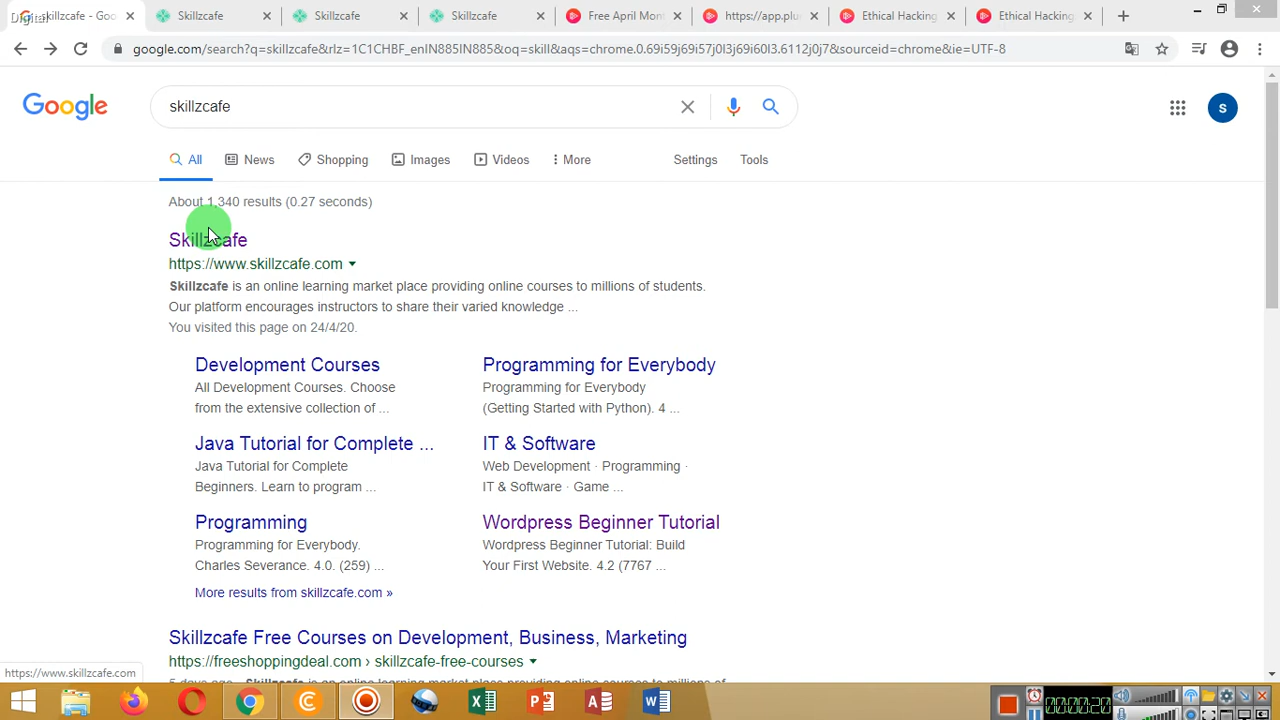 Digital
skillzcafe - Goo
Skillzcafe
Skillzcafe
Skillzcafe
Free April Mont
https://app.plur
Ethical Hacking
Ethical Hacking
google.com/search?q=skillzcafe&rlz=1C1CHBF_enIN885IN885&oq=skill&aqs=chrome.0.69i59j69i57j0l3j69i60l3.6112j0j7&sourceid=chrome&ie=UTF-8
Google
skillzcafe
S
All
News
Shopping
Images
Videos
More
Settings
Tools
About 1,340 results (0.27 seconds)
Skillzcafe
https://www.skillzcafe.com
Skillzcafe is an online learning market place providing online courses to millions of students.
Our platform encourages instructors to share their varied knowledge ...
You visited this page on 24/4/20.
Development Courses
All Development Courses. Choose
from the extensive collection of ...
Programming for Everybody
Programming for Everybody
(Getting Started with Python). 4 ...
Java Tutorial for Complete ...
Java Tutorial for Complete
Beginners. Learn to program ...
IT & Software
Web Development · Programming ·
IT & Software · Game ...
Programming
Programming for Everybody.
Charles Severance. 4.0. (259) ...
Wordpress Beginner Tutorial
Wordpress Beginner Tutorial: Build
Your First Website. 4.2 (7767 ...
More results from skillzcafe.com »
Skillzcafe Free Courses on Development, Business, Marketing
https://freeshoppingdeal.com › skillzcafe-free-courses
5 days ago - Skillzcafe is an online learning market place providing online courses to millions of
https://www.skillzcafe.com
00:00:20